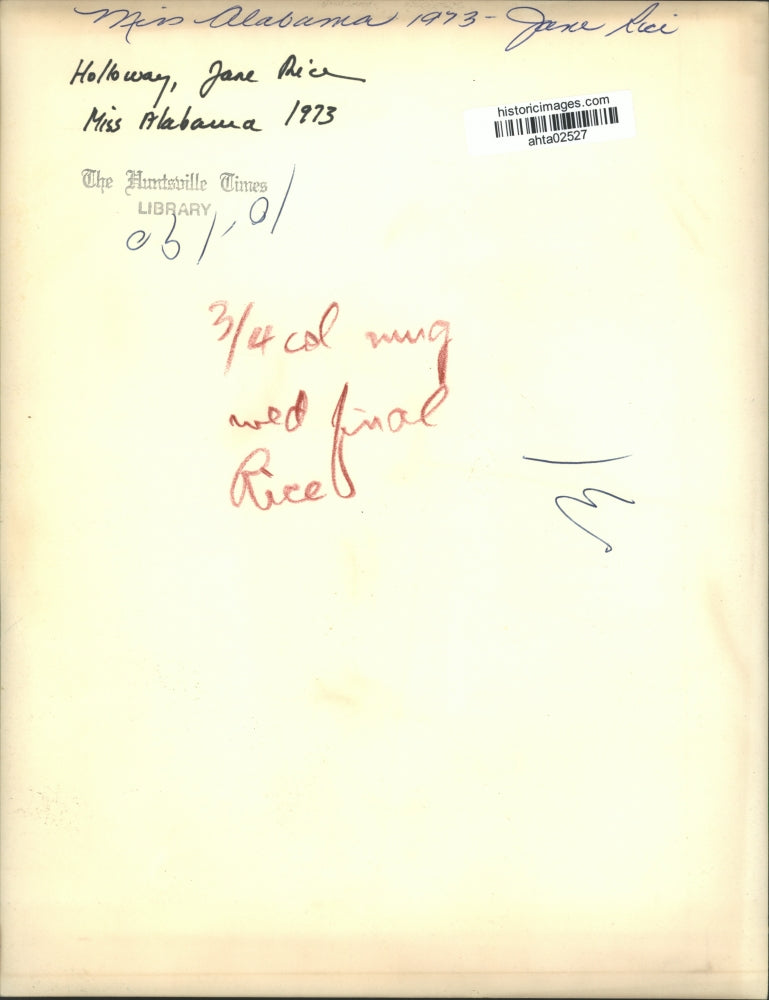 Miss Alabama 1973 - Jane Rice
Holloway, Jane Rice
Miss Alabama 1973
historicimages.com
ahta02527
The Huntsville Times
LIBRARY
3/4 col mug
wed final
Rice